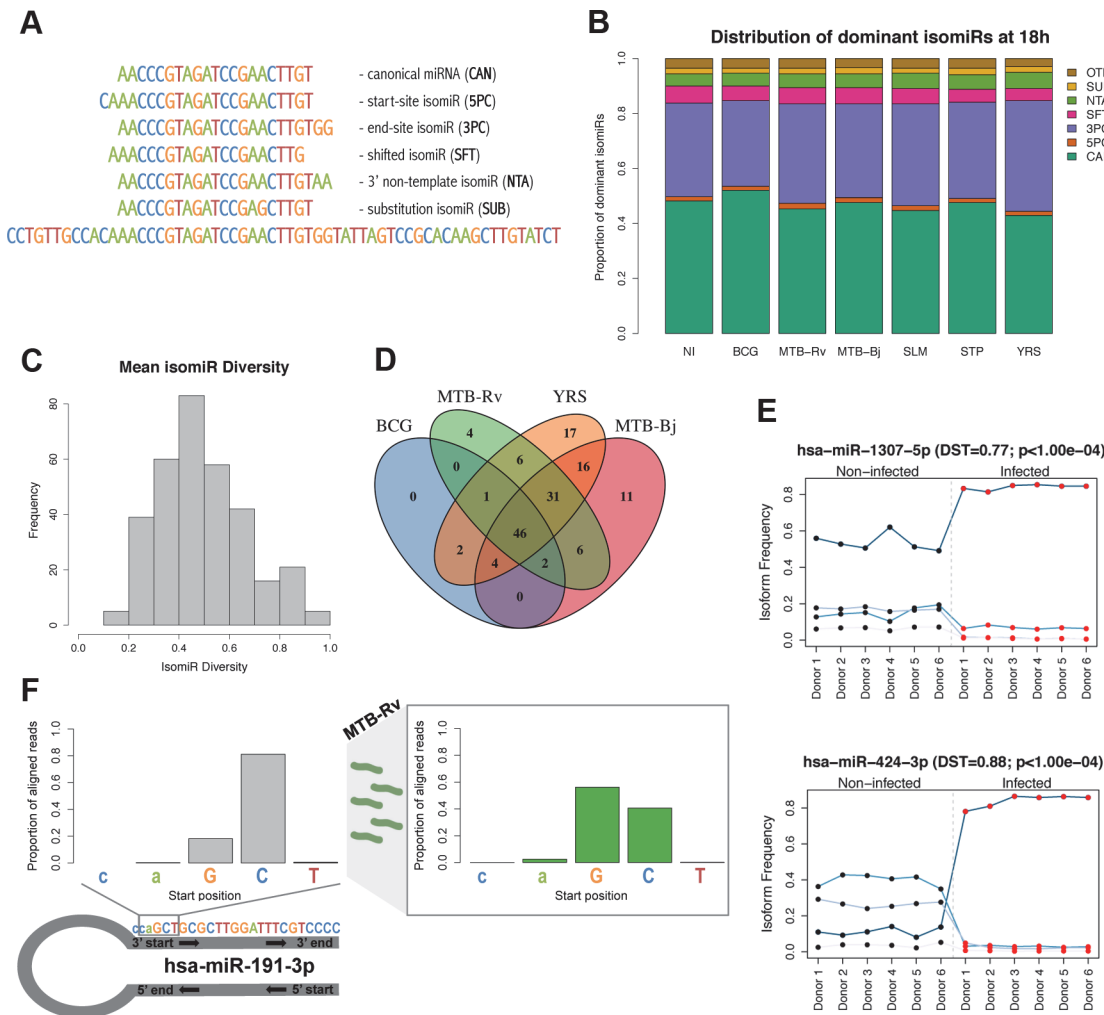 A
AACCCGTAGATCCGAACTTGT - canonical miRNA (CAN)
CAAACCCGTAGATCCGAACTTGT - start-site isomiR (5PC)
AACCCGTAGATCCGAACTTGTGG - end-site isomiR (3PC)
AAACCCGTAGATCCGAACTTG - shifted isomiR (SFT)
AACCCGTAGATCCGAACTTGTAA - 3' non-template isomiR (NTA)
AACCCGTAGATCCGAGCTTGT - substitution isomiR (SUB)
CCTGTTGCCACAAACCCGTAGATCCGAACTTGTGGTATTAGTCCGCACAAGCTTGTATCT
B
Distribution of dominant isomiRs at 18h
Proportion of dominant isomiRs
0.0 0.2 0.4 0.6 0.8 1.0
NI BCG MTB-Rv MTB-Bj SLM STP YRS
OT
SU
NTA
SFT
3PC
5PC
CA
C
Mean isomiR Diversity
Frequency
0 20 40 60 80
0.0 0.2 0.4 0.6 0.8 1.0
IsomiR Diversity
D
BCG MTB-Rv YRS MTB-Bj
4 17
0 6 16
0 1 31 11
46
2 4 2 6
0
E
hsa-miR-1307-5p (DST=0.77; p<1.00e-04)
Non-infected Infected
Isoform Frequency
0.0 0.2 0.4 0.6 0.8
Donor 1 Donor 2 Donor 3 Donor 4 Donor 5 Donor 6 Donor 1 Donor 2 Donor 3 Donor 4 Donor 5 Donor 6
hsa-miR-424-3p (DST=0.88; p<1.00e-04)
Non-infected Infected
Isoform Frequency
0.0 0.2 0.4 0.6 0.8
Donor 1 Donor 2 Donor 3 Donor 4 Donor 5 Donor 6 Donor 1 Donor 2 Donor 3 Donor 4 Donor 5 Donor 6
F
Proportion of aligned reads
0.0 0.2 0.4 0.6 0.8 1.0
c a G C T
Start position
MTB-Rv
Proportion of aligned reads
0.0 0.2 0.4 0.6 0.8 1.0
c a G C T
Start position
ccaGCTGCGCTTGGATTTCGTCCCC
3' start 3' end
hsa-miR-191-3p
5' end 5' start